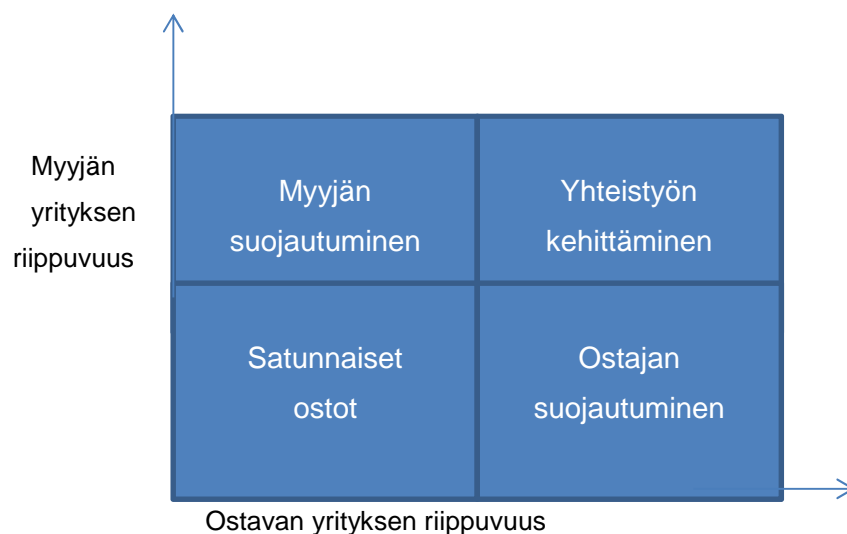 Myyjän
yrityksen
riippuvuus
Myyjän
suojautuminen
Yhteistyön
kehittäminen
Satunnaiset
ostot
Ostajan
suojautuminen
Ostavan yrityksen riippuvuus